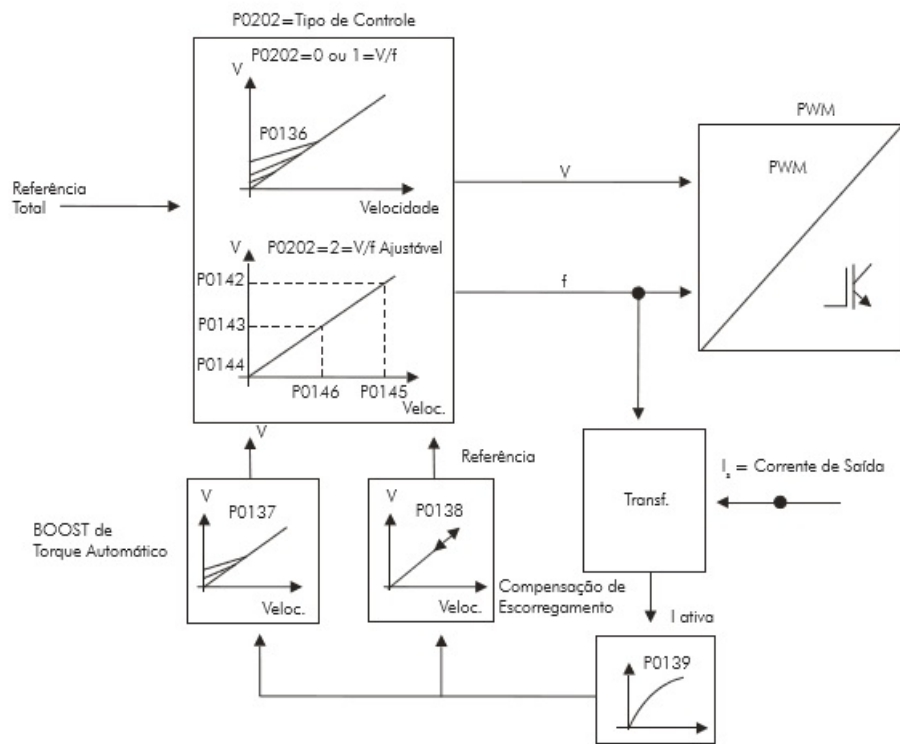 P0202=Tipo de Controle
P0202=0 ou 1=V/f
V
P0136
Velocidade
Referência
Total
P0202=2=V/f Ajustável
V
P0142
P0143
P0144
P0146
P0145
Veloc.
V
f
PWM
PWM
V
Referência
BOOST de
Torque Automático
V
P0137
Veloc.
V
P0138
Veloc.
Compensação de
Escorregamento
Transf.
Is = Corrente de Saída
I ativa
P0139